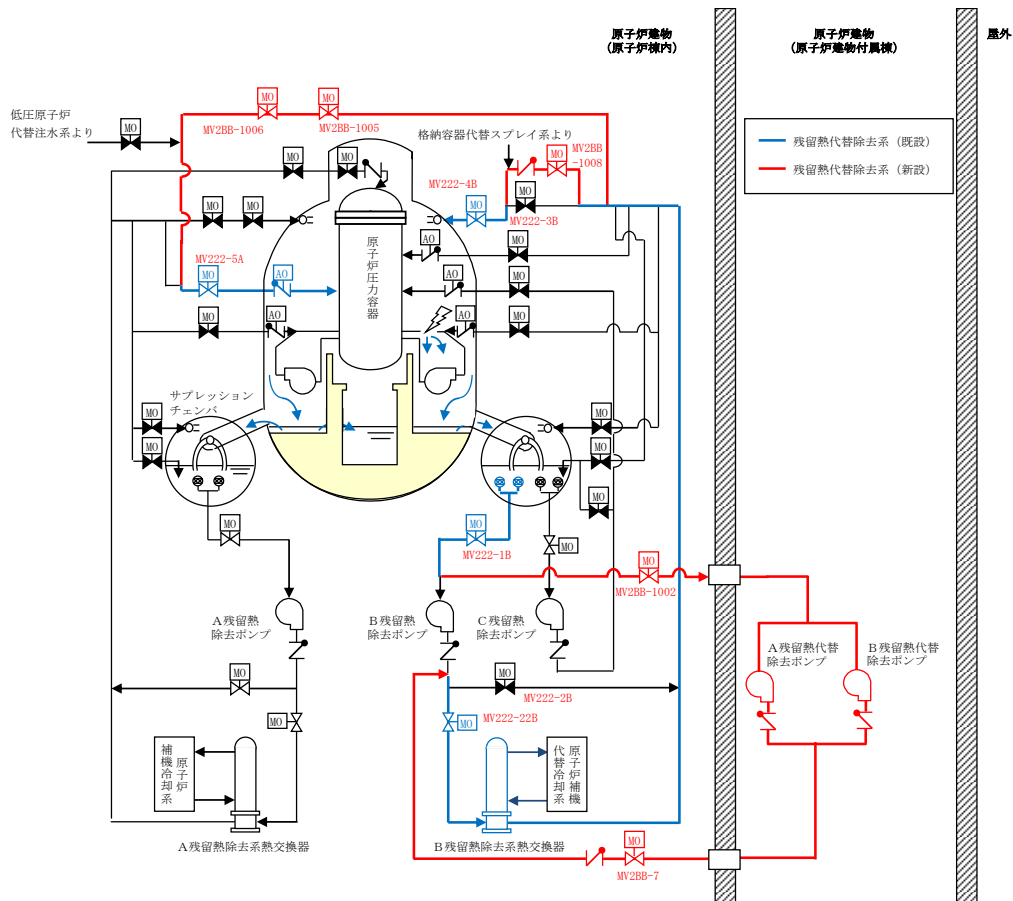 原子炉建物
(原子炉棟内)
原子炉建物
(原子炉建物付属棟)
屋外
残留熱代替除去系 (既設)
残留熱代替除去系 (新設)
低圧原子炉
代替注水系より
MO
MO
MO
MV2BB-1006
MV2BB-1005
格納容器代替スプレイ系より
MV2BB
-1008
MO
MO
MO
MO
MV222-4B
MO
MV222-3B
MO
MO
MO
AO
MO
MV222-5A
MO
AO
原子炉圧力容器
AO
MO
MO
AO
AO
MO
サプレッション
チェンバ
MO
MO
MO
MO
MO
MO
MO
MV222-1B
MO
MO
MV2BB-1002
A残留熱
除去ポンプ
B残留熱
除去ポンプ
C残留熱
除去ポンプ
A残留熱代替
除去ポンプ
B残留熱代替
除去ポンプ
MO
MO
MV222-2B
MO
MO
MV222-22B
原子炉
補機冷却系
原子炉補機
代替冷却系
A残留熱除去系熱交換器
B残留熱除去系熱交換器
MO
MV2BB-7